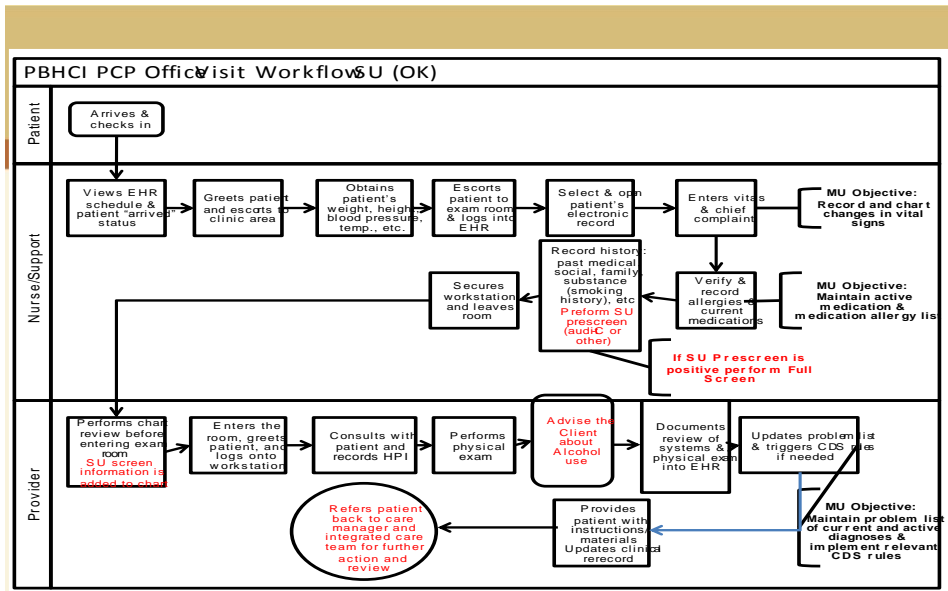 PBHCI PCP Office Visit Workflow SU (OK)
Patient
Arrives &
checks in
Nurse/Support
Views EHR
schedule &
patient "arrived"
status
Greets patient
and escorts to
clinic area
Obtains
patient's
weight, height,
blood pressure,
temp., etc.
Escorts
patient to
exam room
& logs into
EHR
Select & open
patient's
electronic
record
Enters vitals
& chief
complaint
MU Objective:
Record and chart
changes in vital
signs
Verify &
record
allergies &
current
medications
MU Objective:
Maintain active
medication &
medication allergy list
Record history:
past medical,
social, family,
substance
(smoking
history), etc
Preform SU
prescreen
(audi-C or
other)
Secures
workstation
and leaves
room
If SU Prescreen is
positive perform Full
Screen
Provider
Performs chart
review before
entering exam
room
SU screen
information is
added to chart
Enters the
room, greets
patient, and
logs onto
workstation
Consults with
patient and
records HPI
Performs
physical
exam
Advise the
Client
about
Alcohol
use
Documents
review of
systems &
physical exam
into EHR
Updates problem list
& triggers CDS rules
if needed
MU Objective:
Maintain problem list
of current and active
diagnoses &
implement relevant
CDS rules
Provides
patient with
instructions/
materials
Updates clinical
rerecord
Refers patient
back to care
manager and
integrated care
team for further
action and
review